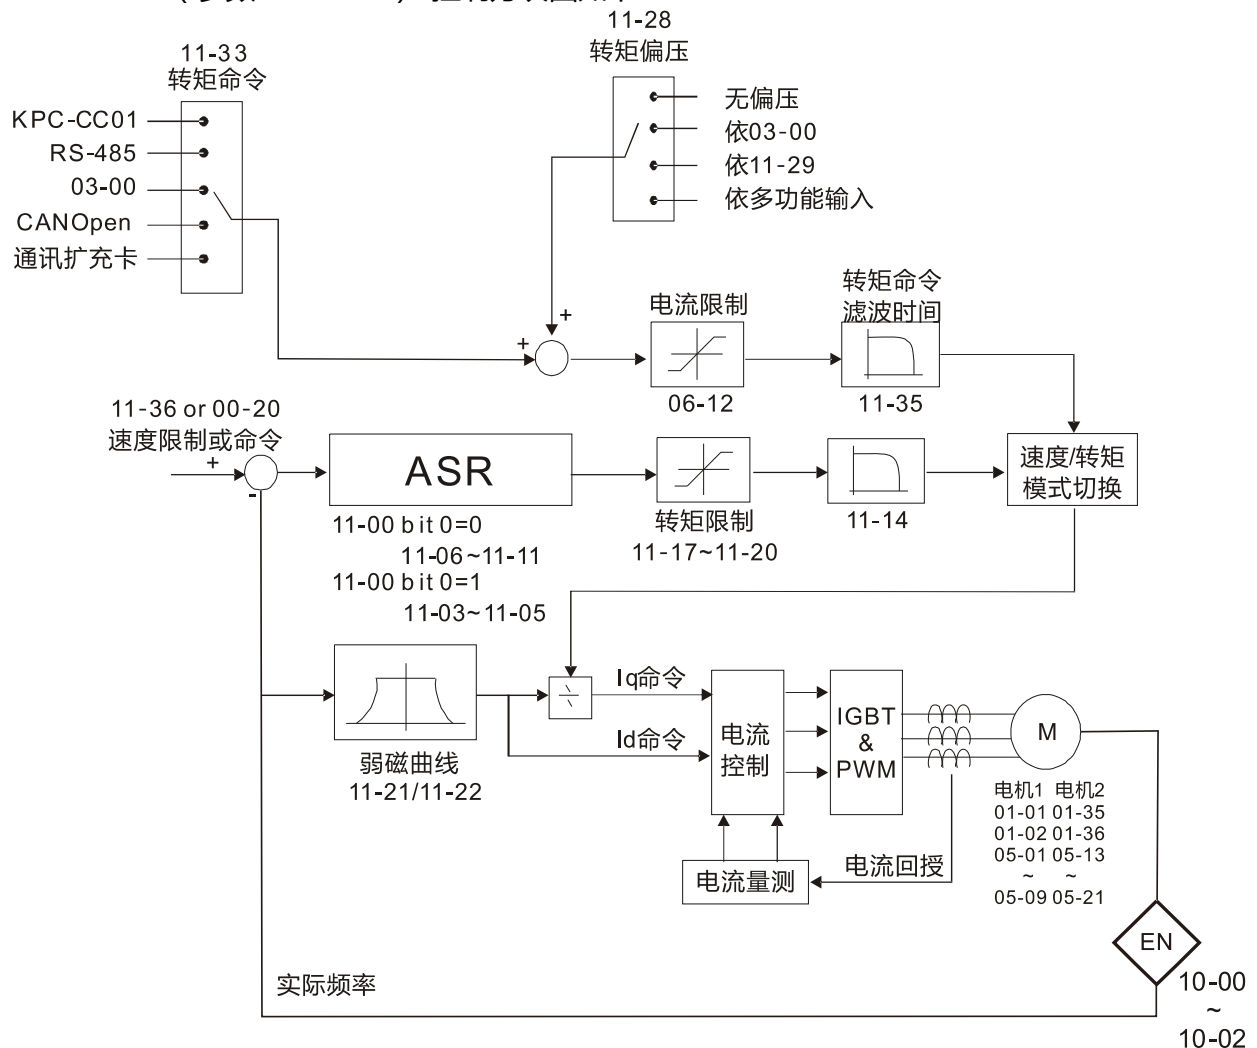 11-28
转矩偏压
11-33
转矩命令
KPC-CC01
RS-485
03-00
CANOpen
通讯扩充卡
无偏压
依03-00
依11-29
依多功能输入
+
+
电流限制
06-12
转矩命令
滤波时间
11-35
11-36 or 00-20
速度限制或命令
+
-
ASR
11-00 bit 0=0
11-06~11-11
11-00 bit 0=1
11-03~11-05
转矩限制
11-17~11-20
11-14
速度/转矩
模式切换
弱磁曲线
11-21/11-22
Iq命令
Id命令
电流
控制
IGBT
&
PWM
M
电机1 电机2
01-01 01-35
01-02 01-36
05-01 05-13
~ ~
05-09 05-21
电流回授
电流量测
EN
10-00
~
10-02
实际频率